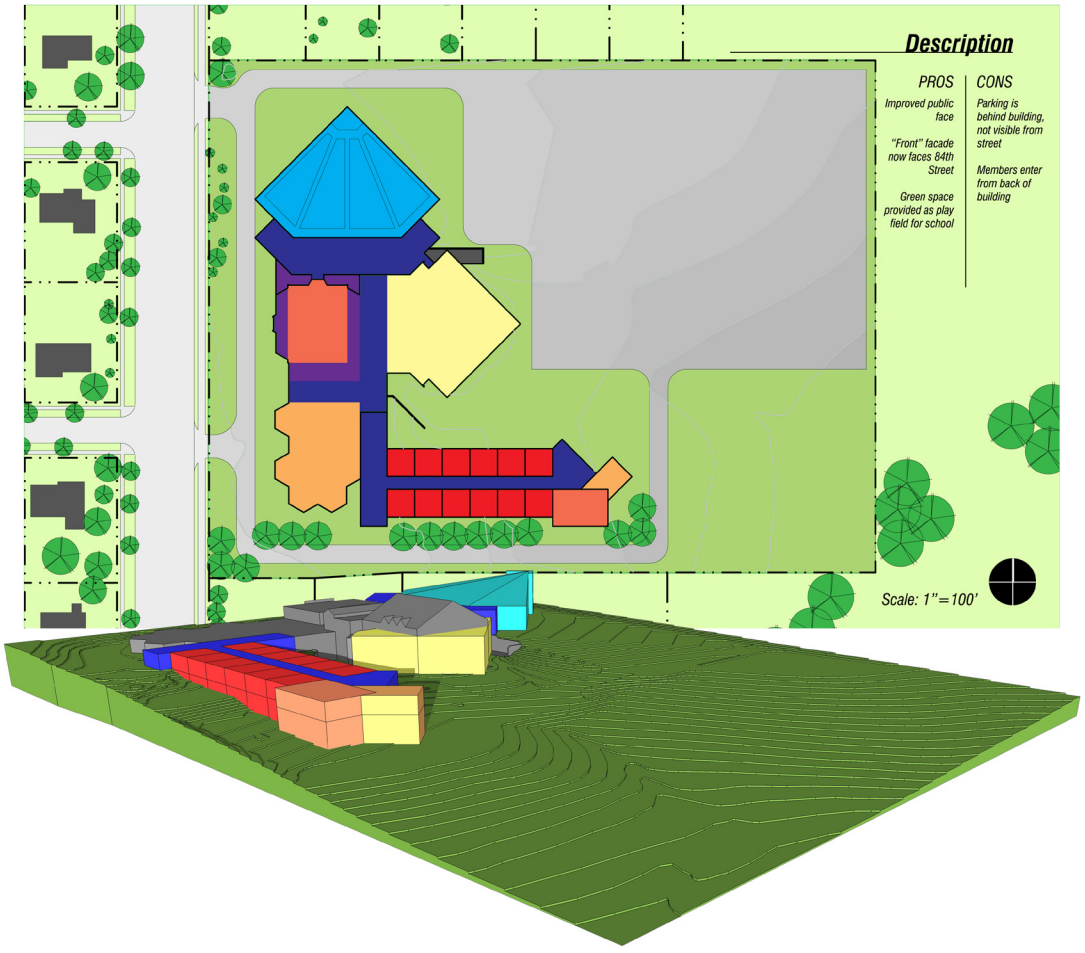 Description
PROS
Improved public
face
"Front" facade
now faces 84th
Street
Green space
provided as play
field for school
CONS
Parking is
behind building,
not visible from
street
Members enter
from back of
building
Scale: 1"=100'